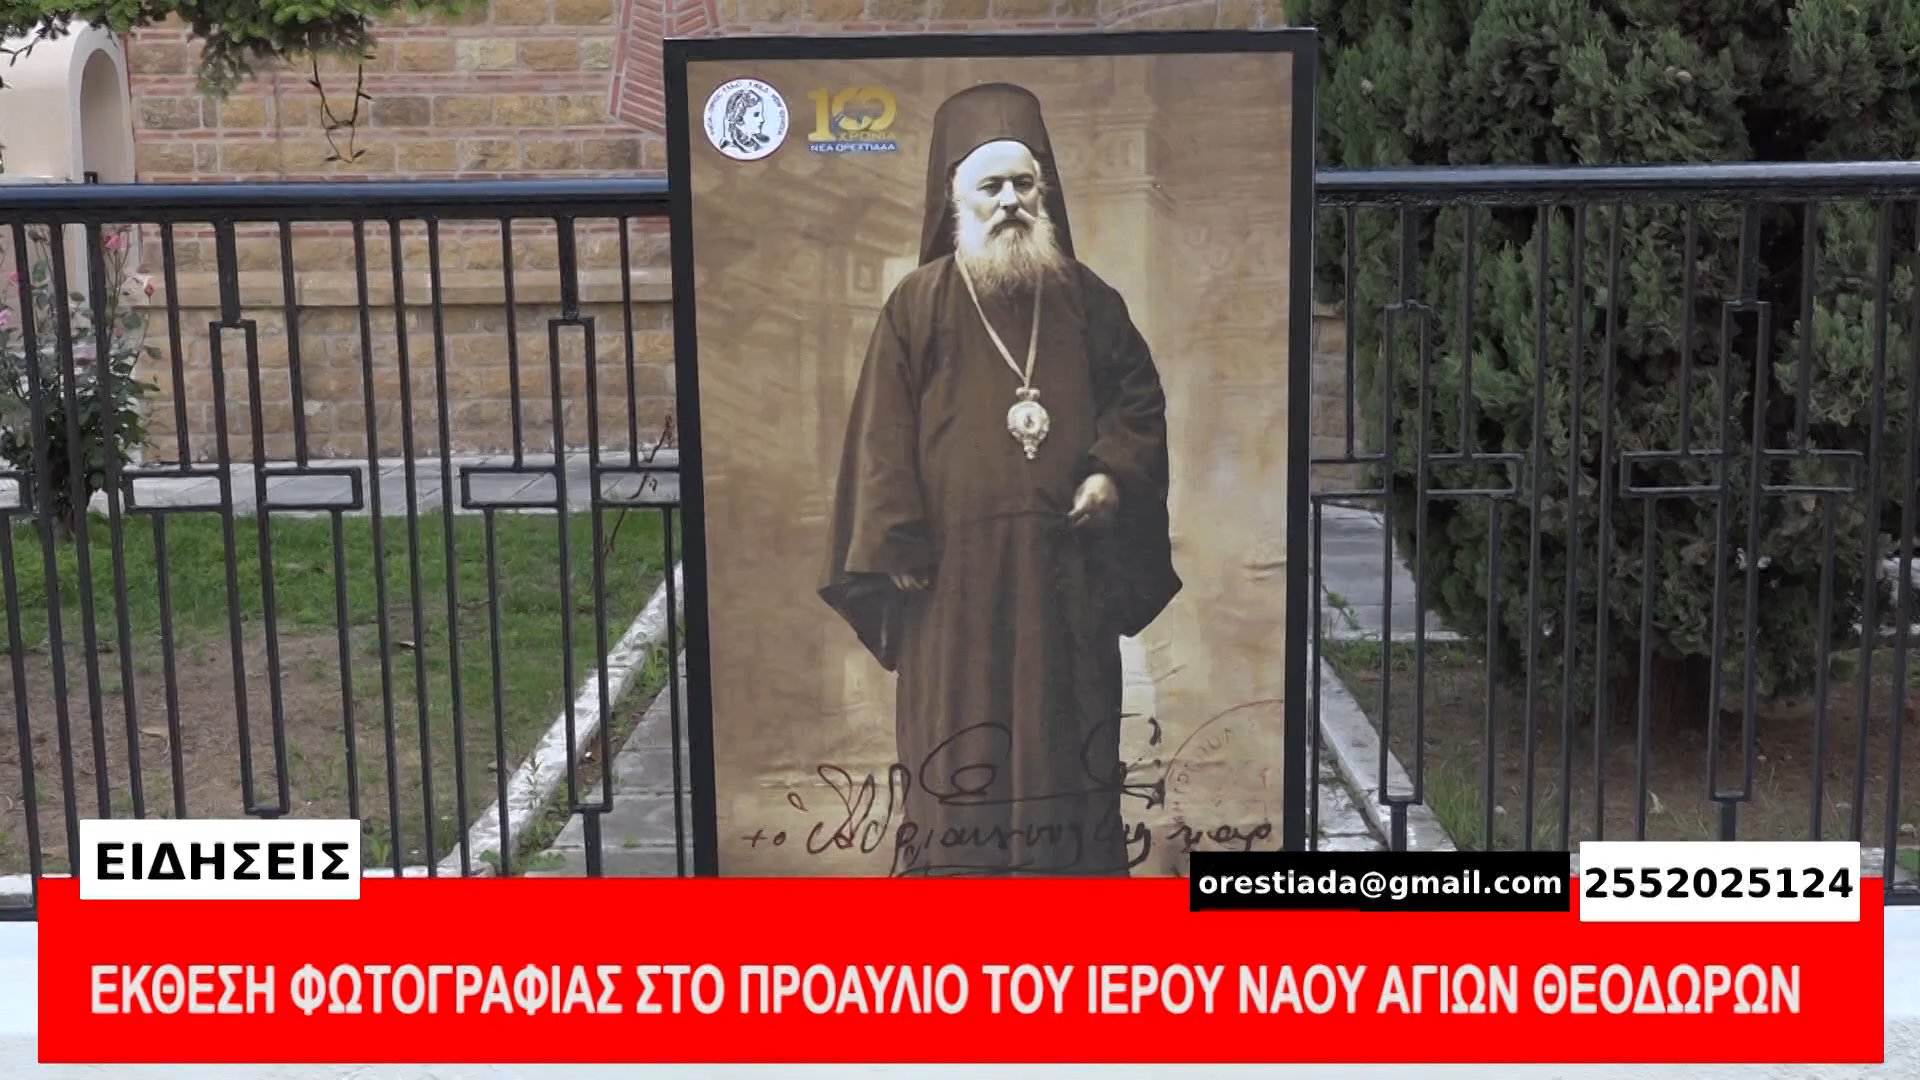 100
ΧΡΟΝΙΑ
ΝΕΑ ΟΡΕΣΤΙΑΔΑ
ΕΙΔΗΣΕΙΣ
orestiada@gmail.com
2552025124
ΕΚΘΕΣΗ ΦΩΤΟΓΡΑΦΙΑΣ ΣΤΟ ΠΡΟΑΥΛΙΟ ΤΟΥ ΙΕΡΟΥ ΝΑΟΥ ΑΓΙΩΝ ΘΕΟΔΩΡΩΝ